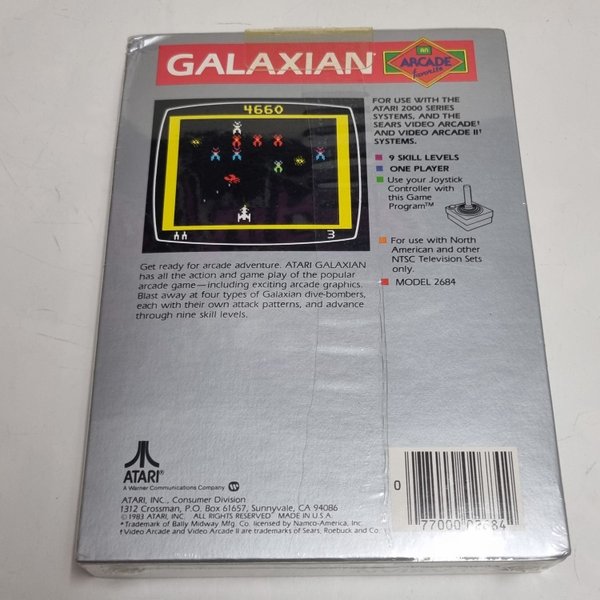 GALAXIAN*
AN
ARCADE
favorite
4660
3
FOR USE WITH THE
ATARI 2000 SERIES
SYSTEMS, AND THE
SEARS VIDEO ARCADE†
AND VIDEO ARCADE II†
SYSTEMS.
9 SKILL LEVELS
ONE PLAYER
Use your Joystick
Controller with
this Game
Program™
For use with North
American and other
NTSC Television Sets
only.
MODEL 2684
Get ready for arcade adventure. ATARI GALAXIAN
has all the action and game play of the popular
arcade game—including exciting arcade graphics.
Blast away at four types of Galaxian dive-bombers,
each with their own attack patterns, and advance
through nine skill levels.
ATARI®
A Warner Communications Company
ATARI, INC., Consumer Division
1312 Crossman, P.O. Box 61657, Sunnyvale, CA 94086
©1983 ATARI, INC. ALL RIGHTS RESERVED MADE IN U.S.A.
*Trademark of Bally Midway Mfg. Co. licensed by Namco-America, Inc.
†Video Arcade and Video Arcade II are trademarks of Sears, Roebuck and Co.
0
77000 02684